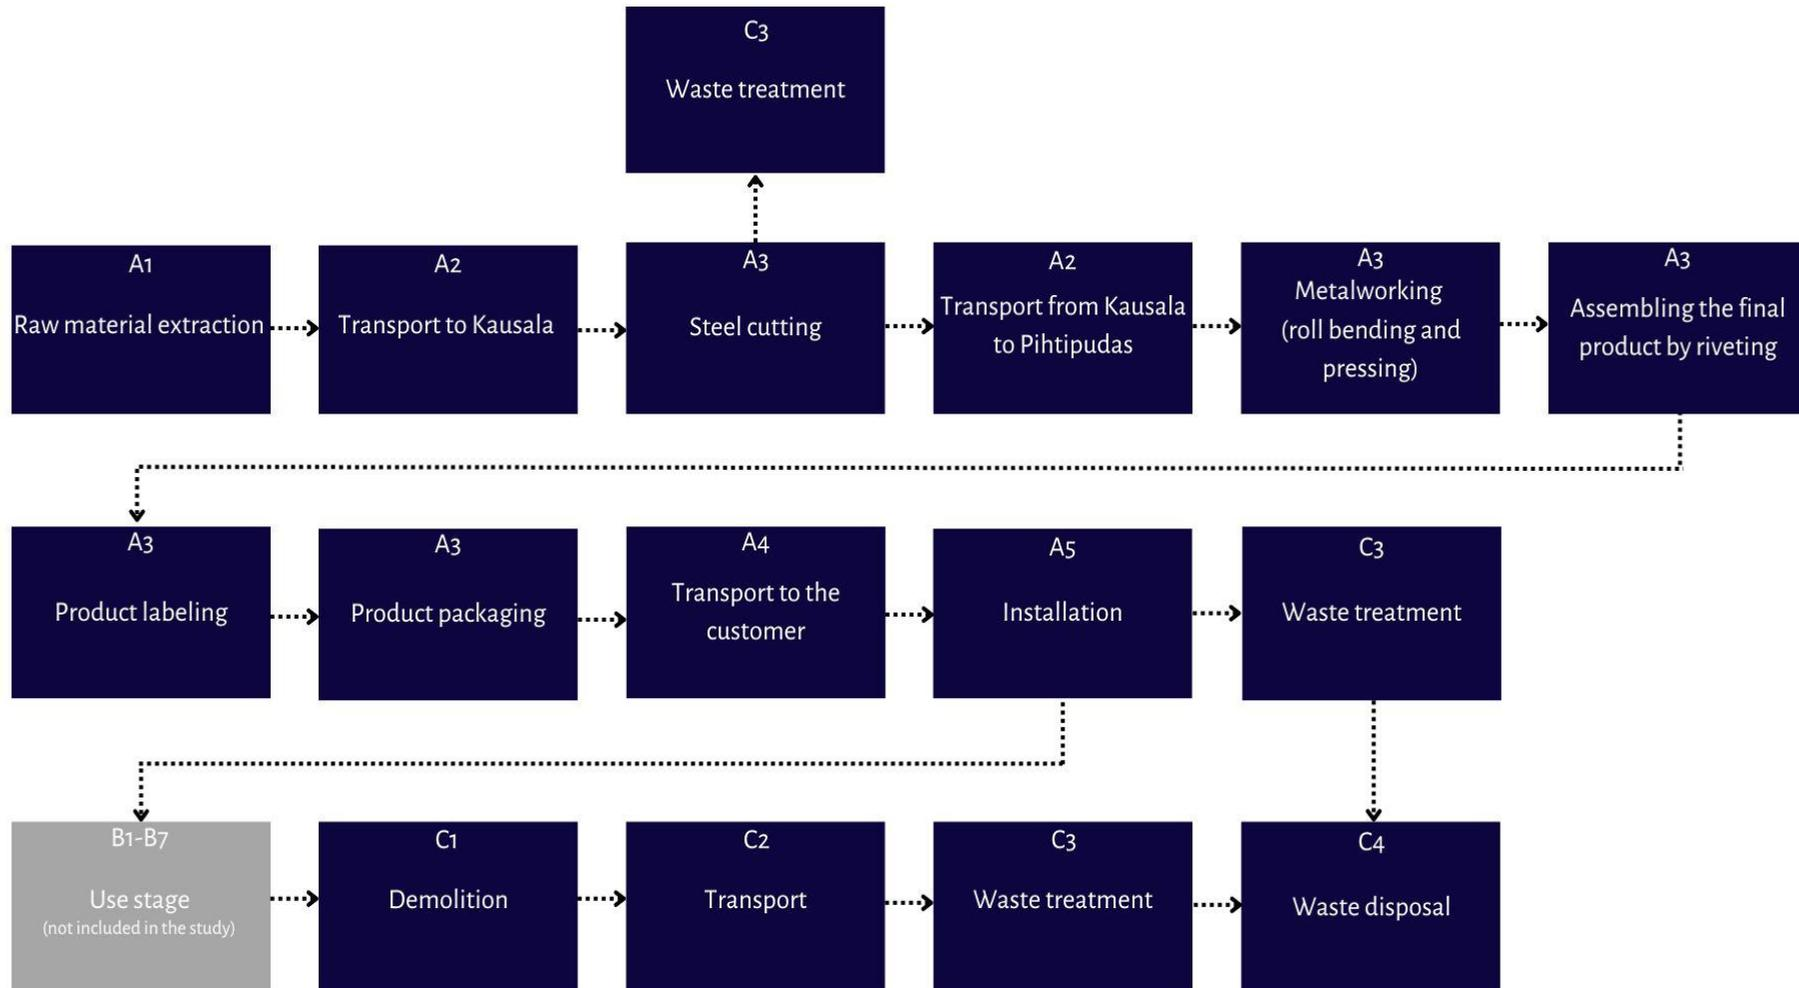 C3
Waste treatment
A1
Raw material extraction
A2
Transport to Kausala
A3
Steel cutting
A2
Transport from Kausala
to Pihtipudas
A3
Metalworking
(roll bending and
pressing)
A3
Assembling the final
product by riveting
A3
Product labeling
A3
Product packaging
A4
Transport to the
customer
A5
Installation
C3
Waste treatment
B1-B7
Use stage
(not included in the study)
C1
Demolition
C2
Transport
C3
Waste treatment
C4
Waste disposal